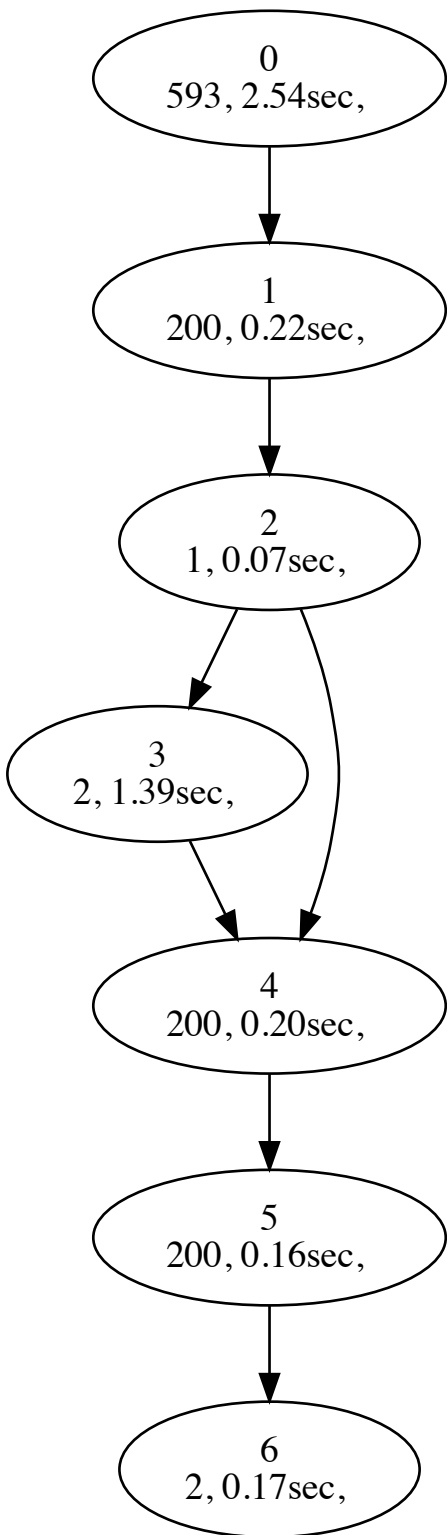 0
593, 2.54sec,
1
200, 0.22sec,
2
1, 0.07sec,
3
2, 1.39sec,
4
200, 0.20sec,
5
200, 0.16sec,
6
2, 0.17sec,